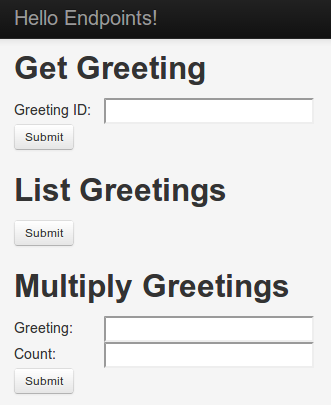 Hello Endpoints!
Get Greeting
Greeting ID:
Submit
List Greetings
Submit
Multiply Greetings
Greeting:
Count:
Submit